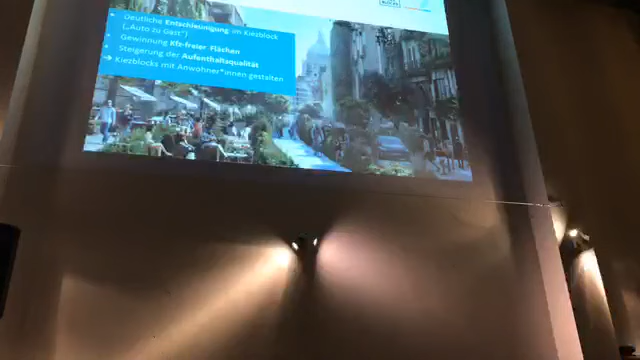 • Deutliche Entschleunigung im Kiezblock
(„Auto zu Gast")
• Gewinnung Kfz-freier Flächen
• Steigerung der Aufenthaltsqualität
➔ Kiezblocks mit Anwohner*innen gestalten